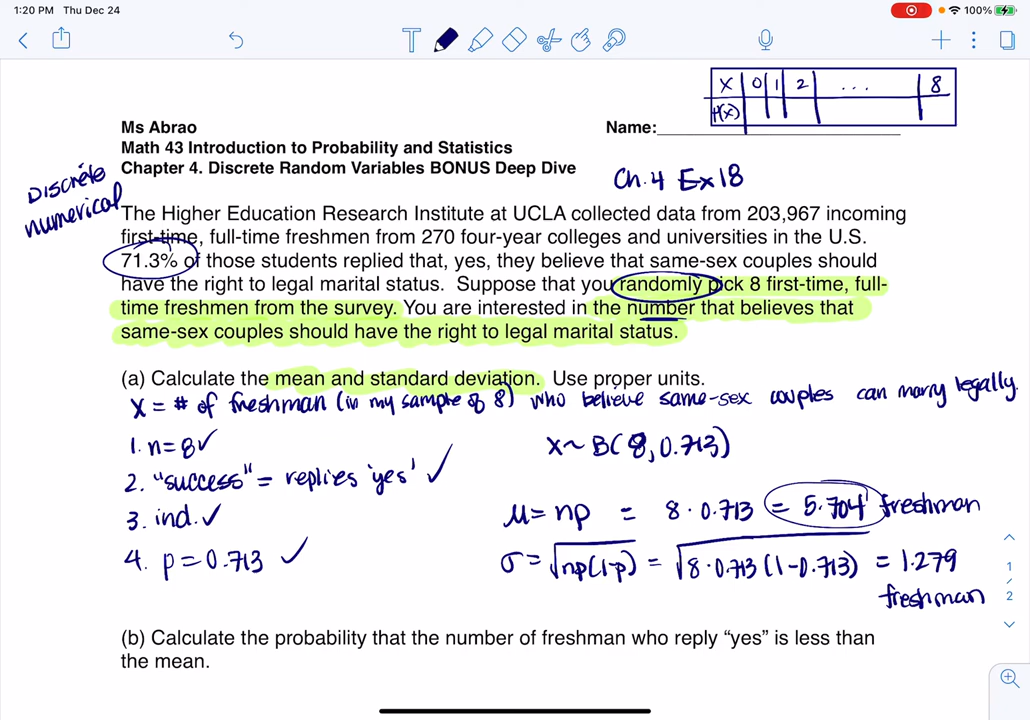 1:20 PM Thu Dec 24
100%
T
X 0 1 2 ... 8
P(x)
Ms Abrao
Name:
Math 43 Introduction to Probability and Statistics
Chapter 4. Discrete Random Variables BONUS Deep Dive
Ch. 4 Ex 18
Discrete
numerical
The Higher Education Research Institute at UCLA collected data from 203,967 incoming
first-time, full-time freshmen from 270 four-year colleges and universities in the U.S.
71.3% of those students replied that, yes, they believe that same-sex couples should
have the right to legal marital status. Suppose that you randomly pick 8 first-time, full-
time freshmen from the survey. You are interested in the number that believes that
same-sex couples should have the right to legal marital status.
(a) Calculate the mean and standard deviation. Use proper units.
X = # of freshman (in my sample of 8) who believe same-sex couples can marry legally.
1. n=8 ✓
X ~ B(8, 0.713)
2. "success" = replies 'yes' ✓
3. ind. ✓
μ = np = 8 · 0.713 = 5.704 freshman
4. p = 0.713 ✓
σ = √np(1-p) = √8·0.713(1-0.713) = 1.279
freshman
1
/
2
(b) Calculate the probability that the number of freshman who reply “yes” is less than
the mean.